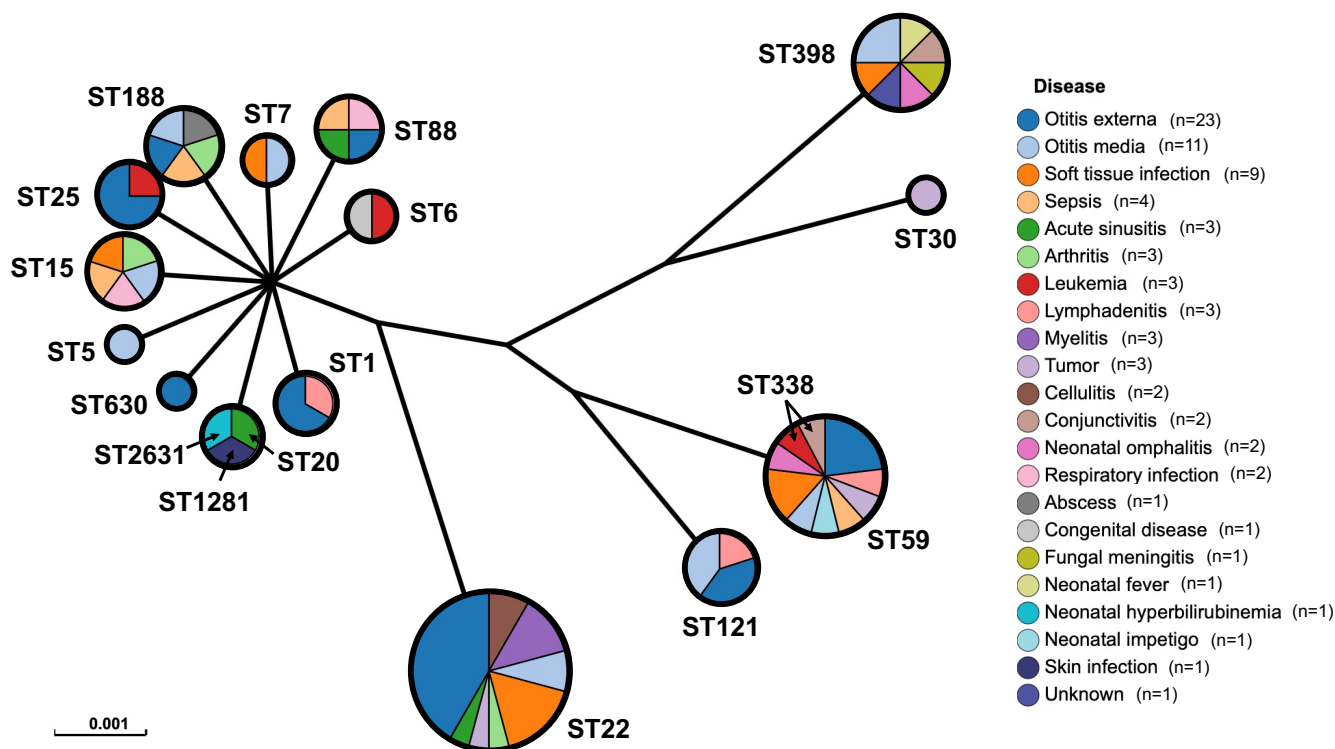 ST398
ST188
ST7
ST88
ST25
ST6
ST15
ST30
ST5
ST1
ST630
ST338
ST2631
ST20
ST1281
ST59
ST121
ST22
0.001
Disease
Otitis externa (n=23)
Otitis media (n=11)
Soft tissue infection (n=9)
Sepsis (n=4)
Acute sinusitis (n=3)
Arthritis (n=3)
Leukemia (n=3)
Lymphadenitis (n=3)
Myelitis (n=3)
Tumor (n=3)
Cellulitis (n=2)
Conjunctivitis (n=2)
Neonatal omphalitis (n=2)
Respiratory infection (n=2)
Abscess (n=1)
Congenital disease (n=1)
Fungal meningitis (n=1)
Neonatal fever (n=1)
Neonatal hyperbilirubinemia (n=1)
Neonatal impetigo (n=1)
Skin infection (n=1)
Unknown (n=1)